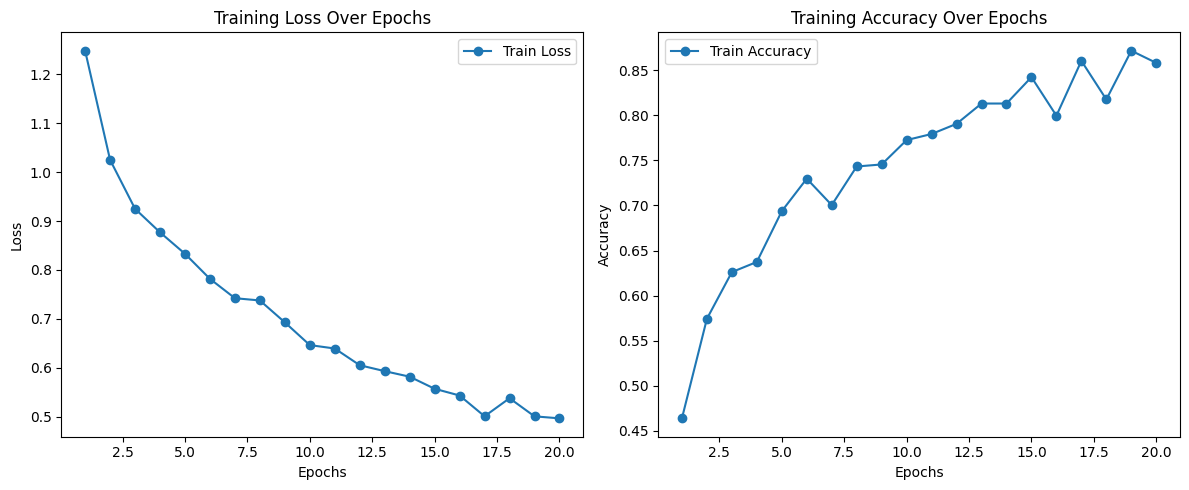 Training Loss Over Epochs
Train Loss
1.2
1.1
1.0
0.9
0.8
0.7
0.6
0.5
Loss
2.5 5.0 7.5 10.0 12.5 15.0 17.5 20.0
Epochs
Training Accuracy Over Epochs
Train Accuracy
0.85
0.80
0.75
0.70
0.65
0.60
0.55
0.50
0.45
Accuracy
2.5 5.0 7.5 10.0 12.5 15.0 17.5 20.0
Epochs